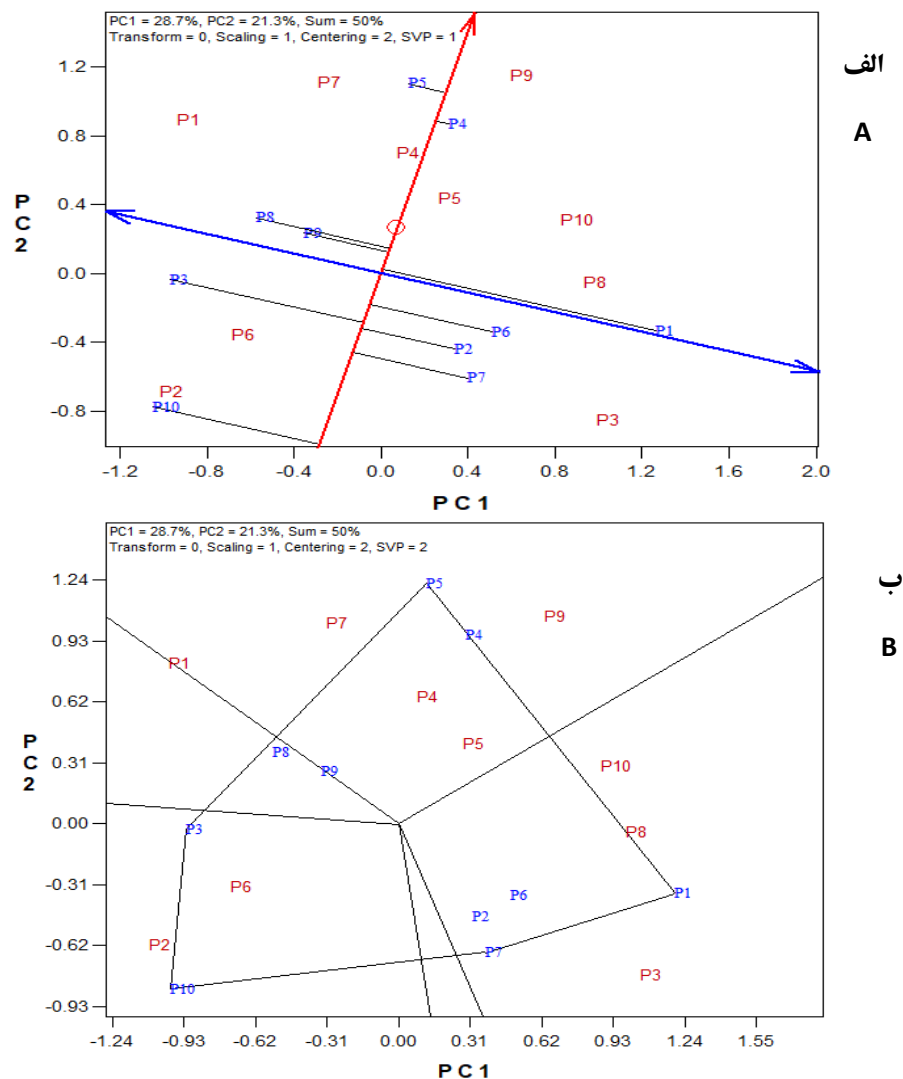 PC1 = 28.7%, PC2 = 21.3%, Sum = 50%
Transform = 0, Scaling = 1, Centering = 2, SVP = 1
الف
A
1.2
0.8
0.4
0.0
-0.4
-0.8
PC2
P7
P9
P5
P1
P4
P4
P5
P8
P9
P10
P3
P8
P6
P6
P1
P2
P7
P2
P10
P3
-1.2 -0.8 -0.4 0.0 0.4 0.8 1.2 1.6 2.0
PC1
PC1 = 28.7%, PC2 = 21.3%, Sum = 50%
Transform = 0, Scaling = 1, Centering = 2, SVP = 2
ب
B
1.24
0.93
0.62
0.31
0.00
-0.31
-0.62
-0.93
PC2
P5
P7
P9
P4
P1
P4
P5
P8
P9
P10
P3
P8
P6
P6
P1
P2
P2
P7
P3
P10
-1.24 -0.93 -0.62 -0.31 0.00 0.31 0.62 0.93 1.24 1.55
PC1